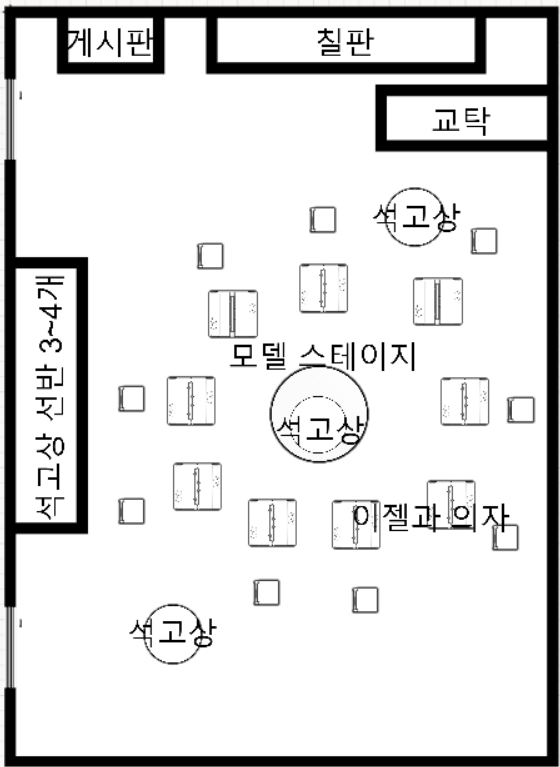 게시판
칠판
교탁
석고상
석고상 선반 3~4개
모델 스테이지
석고상
이젤과 의자
석고상